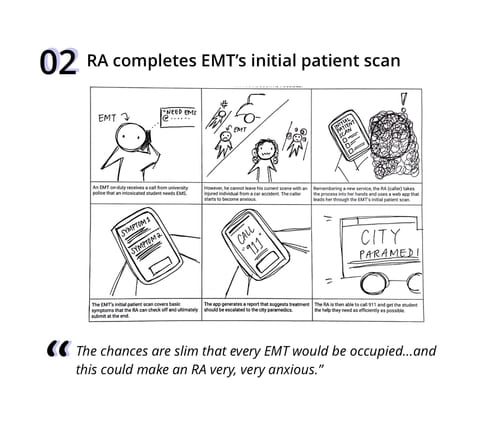 02 RA completes EMT's initial patient scan
EMT
"NEED EMS
EMT
INITIAL
PATIENT
SCAN
An EMT on-duty receives a call from university
police that an intoxicated student needs EMS.
However, he cannot leave his current scene with an
injured individual from a car accident. The caller
starts to become anxious.
Remembering a new service, the RA (caller) takes
the process into her hands and uses a web app that
leads her through the EMT's initial patient scan.
SYMPTOM 1
SYMPTOM 2
CALL
911
CITY
PARAMEDI
The EMT's initial patient scan covers basic
symptoms that the RA can check off and ultimately
submit at the end.
The app generates a report that suggests treatment
should be escalated to the city paramedics.
The RA is then able to call 911 and get the student
the help they need as efficiently as possible.
“The chances are slim that every EMT would be occupied...and
this could make an RA very, very anxious.”